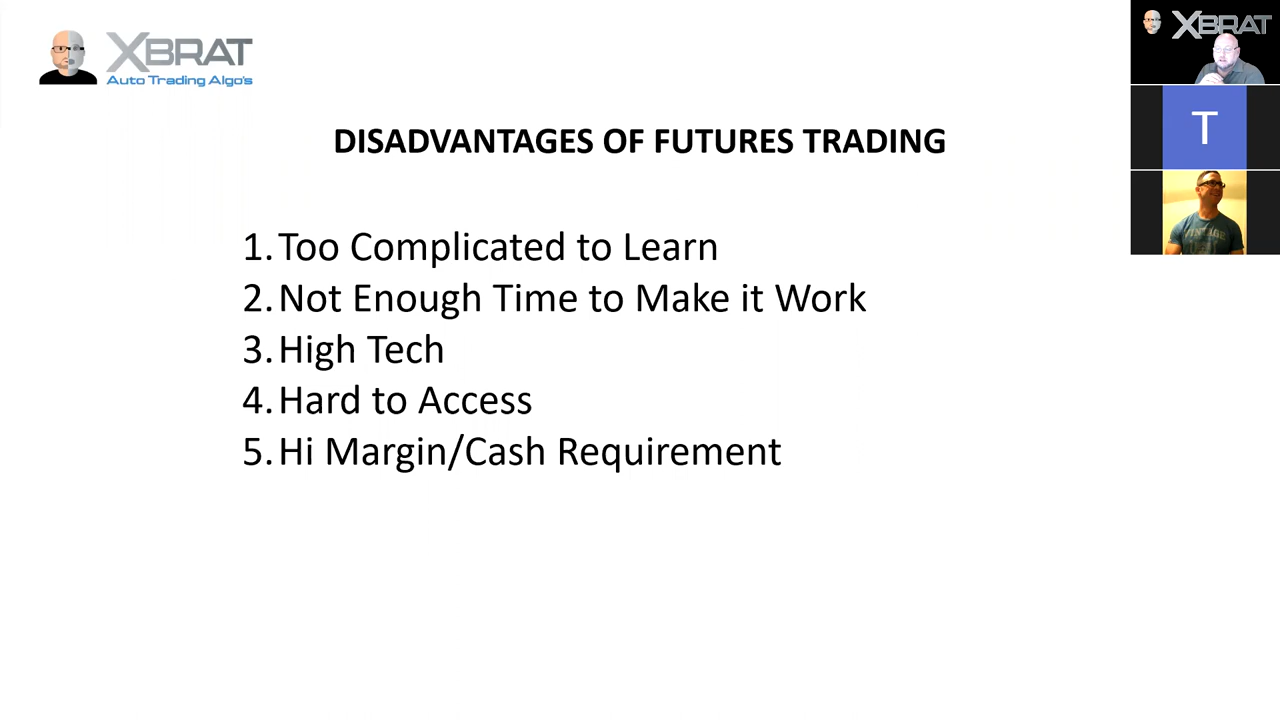 XBRAT
Auto Trading Algo's
XBRAT
T
DISADVANTAGES OF FUTURES TRADING
VINTAGE
1. Too Complicated to Learn
2. Not Enough Time to Make it Work
3. High Tech
4. Hard to Access
5. Hi Margin/Cash Requirement